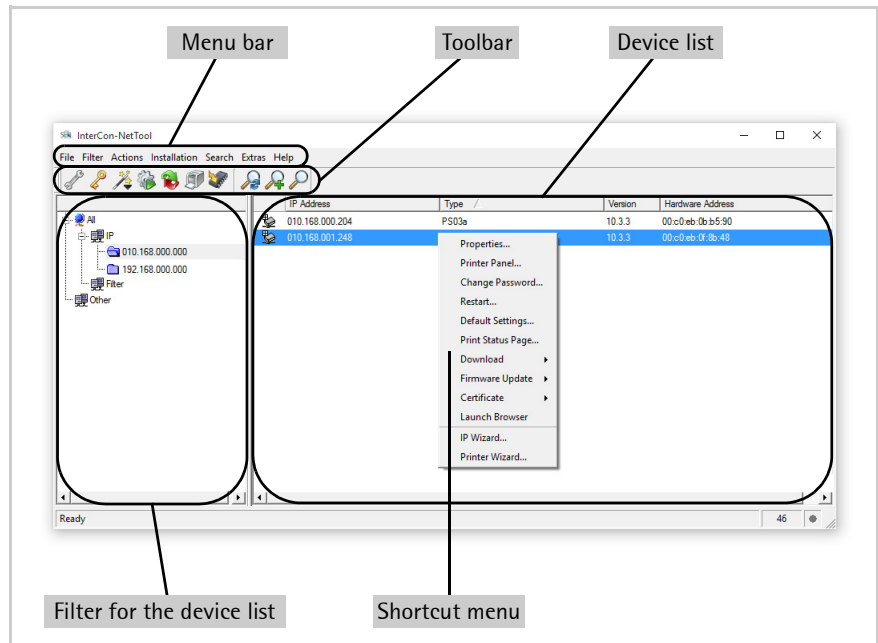 Menu bar
Toolbar
Device list
SEH InterCon-NetTool
File Filter Actions Installation Search Extras Help
IP Address Type Version Hardware Address
All
IP
010.168.000.000
192.168.000.000
Filter
Other
010.168.000.204 PS03a 10.3.3 00:c0:eb:0b:b5:90
010.168.001.248 10.3.3 00:c0:eb:0f:8b:48
Properties...
Printer Panel...
Change Password...
Restart...
Default Settings...
Print Status Page...
Download
Firmware Update
Certificate
Launch Browser
IP Wizard...
Printer Wizard...
Ready
46
Filter for the device list
Shortcut menu